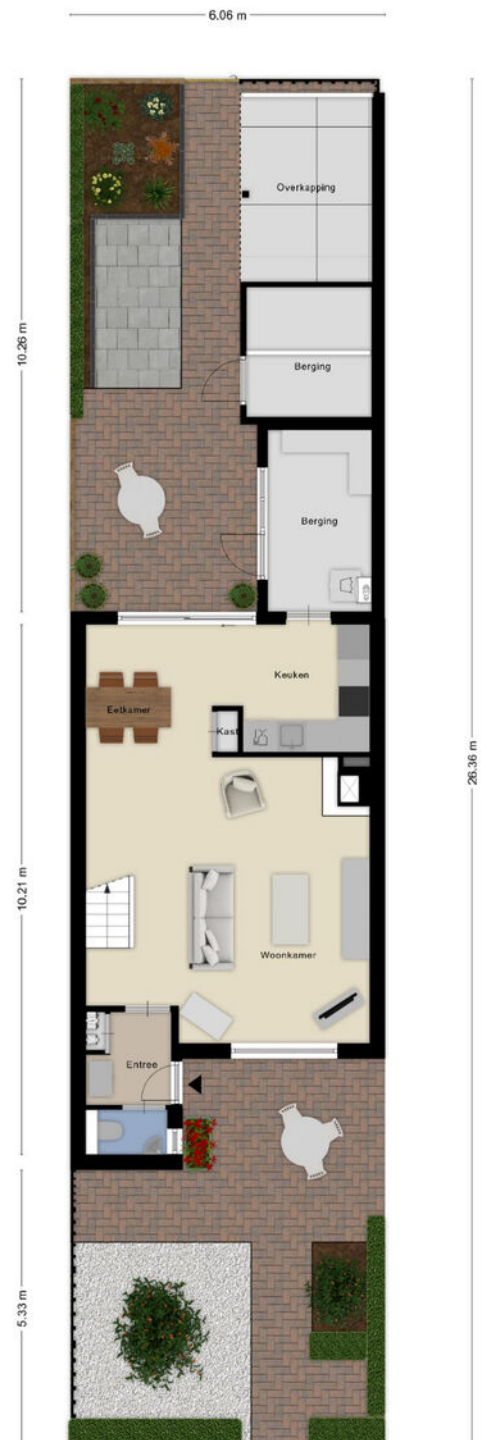 6.06 m
Overkapping
10.26 m
Berging
Berging
Keuken
Eetkamer
Kast
26.36 m
10.21 m
Woonkamer
Entree
5.33 m